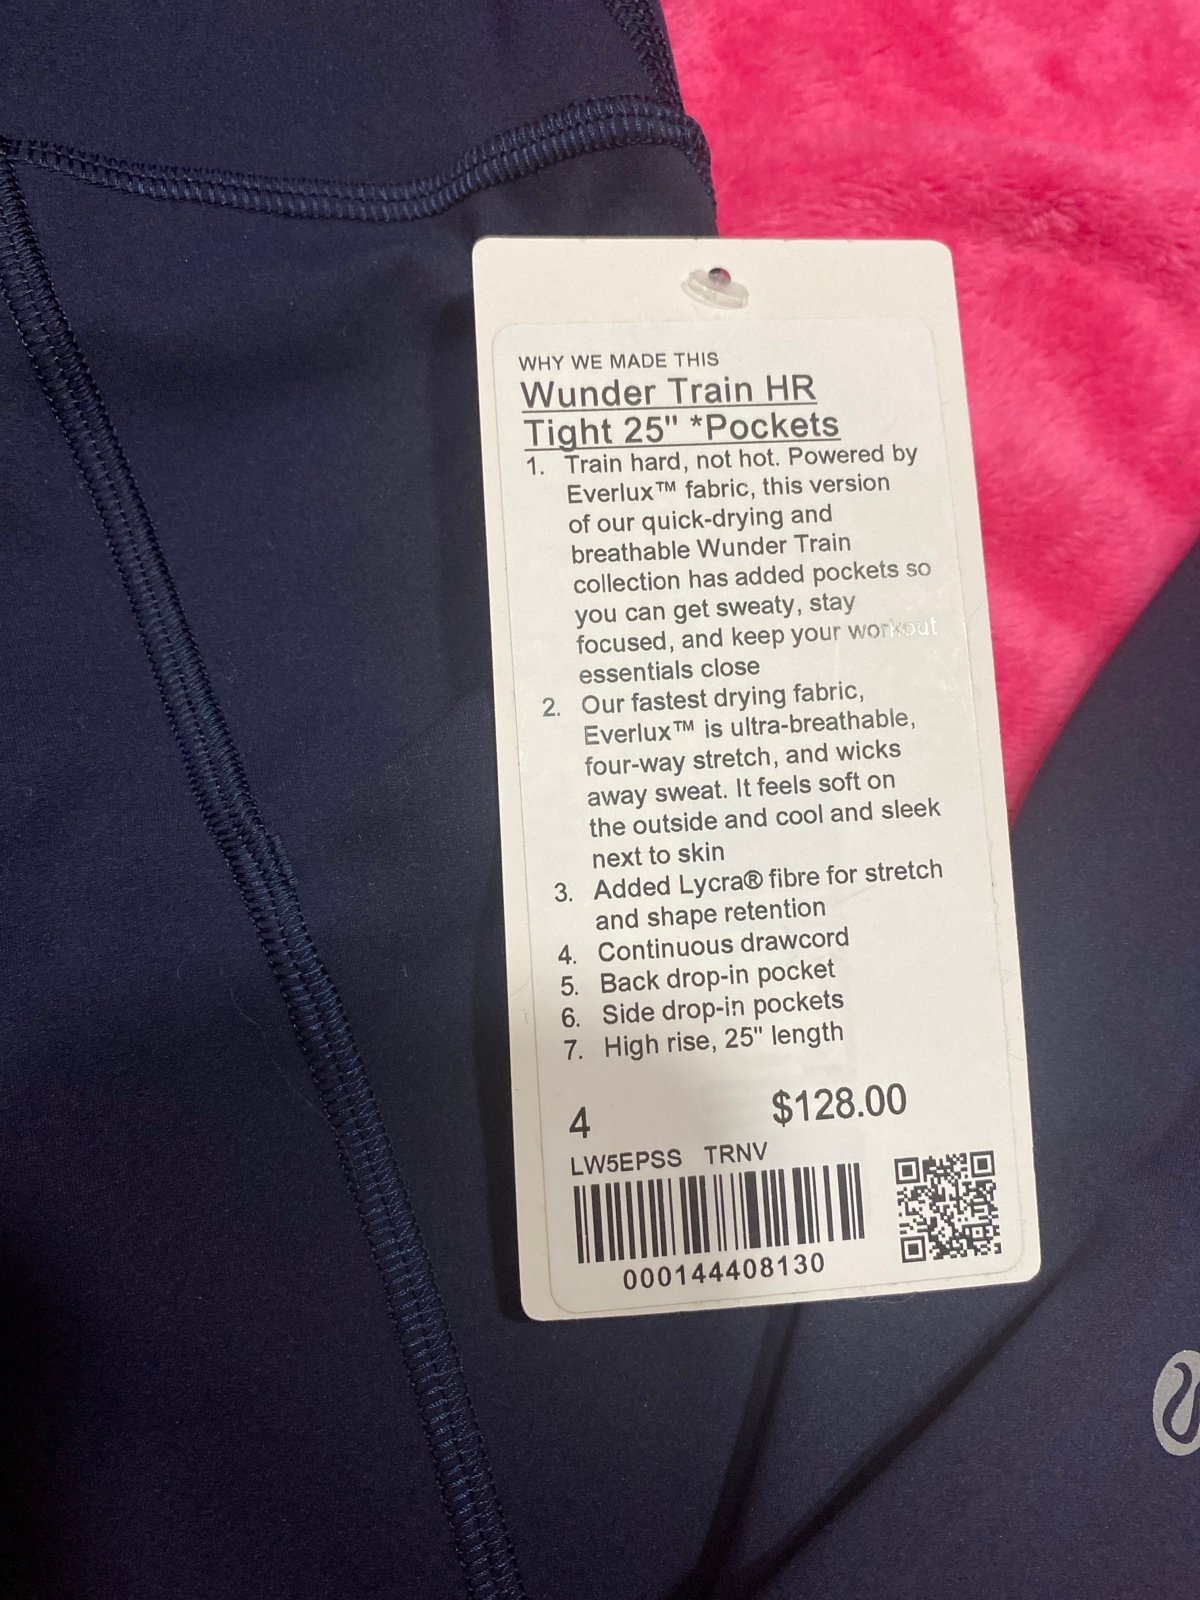 WHY WE MADE THIS
Wunder Train HR
Tight 25" *Pockets
1. Train hard, not hot. Powered by
Everlux™ fabric, this version
of our quick-drying and
breathable Wunder Train
collection has added pockets so
you can get sweaty, stay
focused, and keep your workout
essentials close
2. Our fastest drying fabric,
Everlux™ is ultra-breathable,
four-way stretch, and wicks
away sweat. It feels soft on
the outside and cool and sleek
next to skin
3. Added Lycra® fibre for stretch
and shape retention
4. Continuous drawcord
5. Back drop-in pocket
6. Side drop-in pockets
7. High rise, 25" length
4 $128.00
LW5EPSS TRNV
000144408130